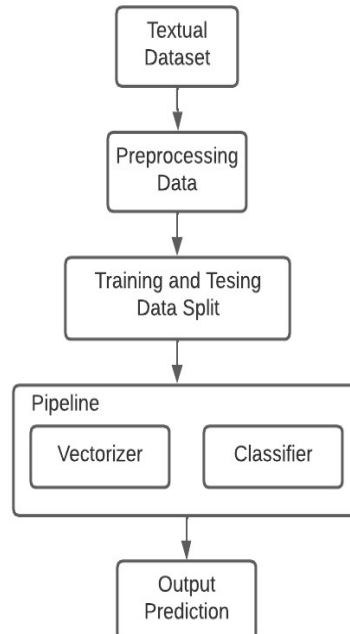 Textual
Dataset
Preprocessing
Data
Training and Tesing
Data Split
Pipeline
Vectorizer
Classifier
Output
Prediction